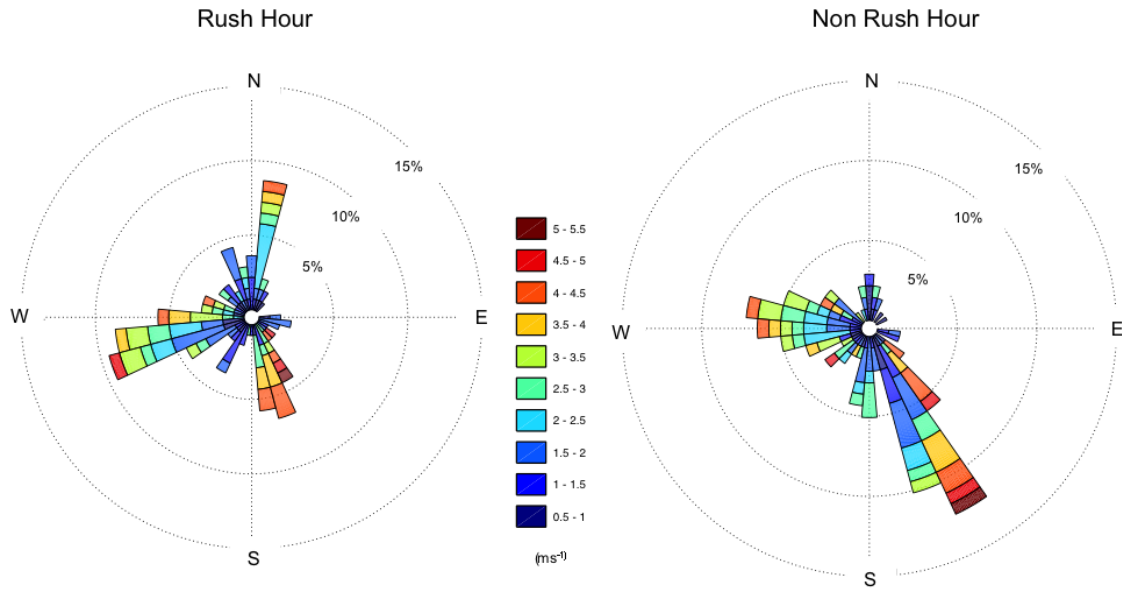 Rush Hour
N
15%
10%
5%
W
E
S
5 - 5.5
4.5 - 5
4 - 4.5
3.5 - 4
3 - 3.5
2.5 - 3
2 - 2.5
1.5 - 2
1 - 1.5
0.5 - 1
(ms⁻¹)
Non Rush Hour
N
15%
10%
5%
W
E
S